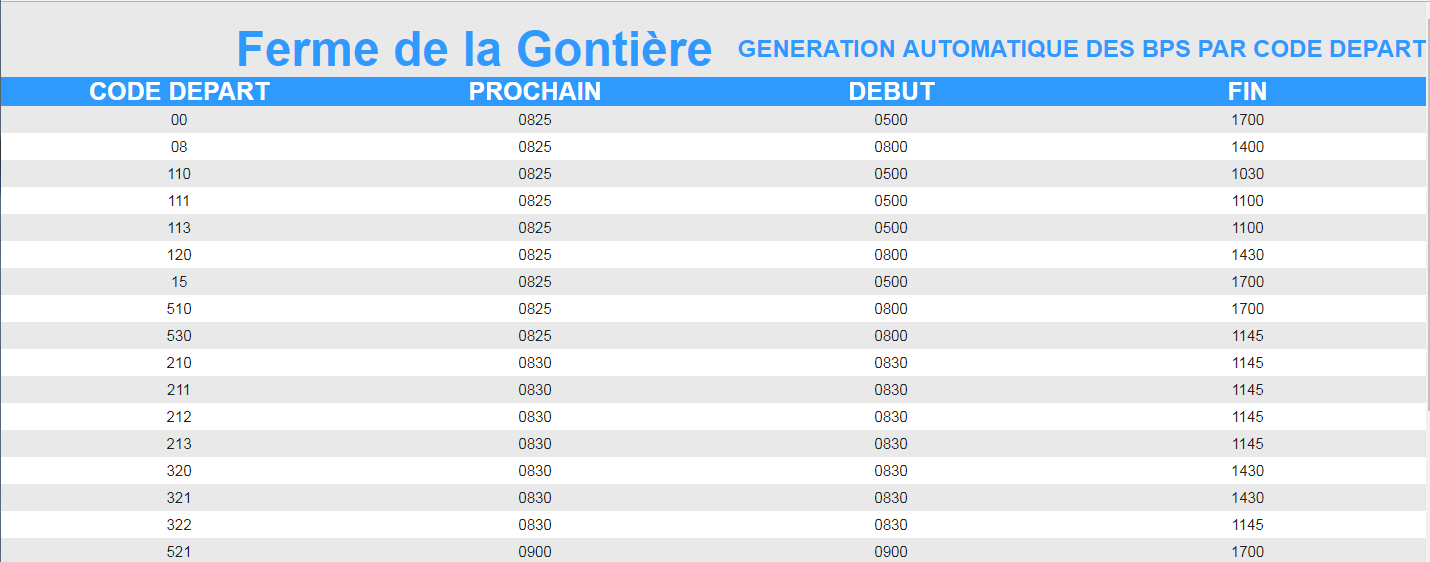 Ferme de la Gontière GENERATION AUTOMATIQUE DES BPS PAR CODE DEPART
CODE DEPART PROCHAIN DEBUT FIN
00 0825 0500 1700
08 0825 0800 1400
110 0825 0500 1030
111 0825 0500 1100
113 0825 0500 1100
120 0825 0800 1430
15 0825 0500 1700
510 0825 0800 1700
530 0825 0800 1145
210 0830 0830 1145
211 0830 0830 1145
212 0830 0830 1145
213 0830 0830 1145
320 0830 0830 1430
321 0830 0830 1430
322 0830 0830 1145
521 0900 0900 1700